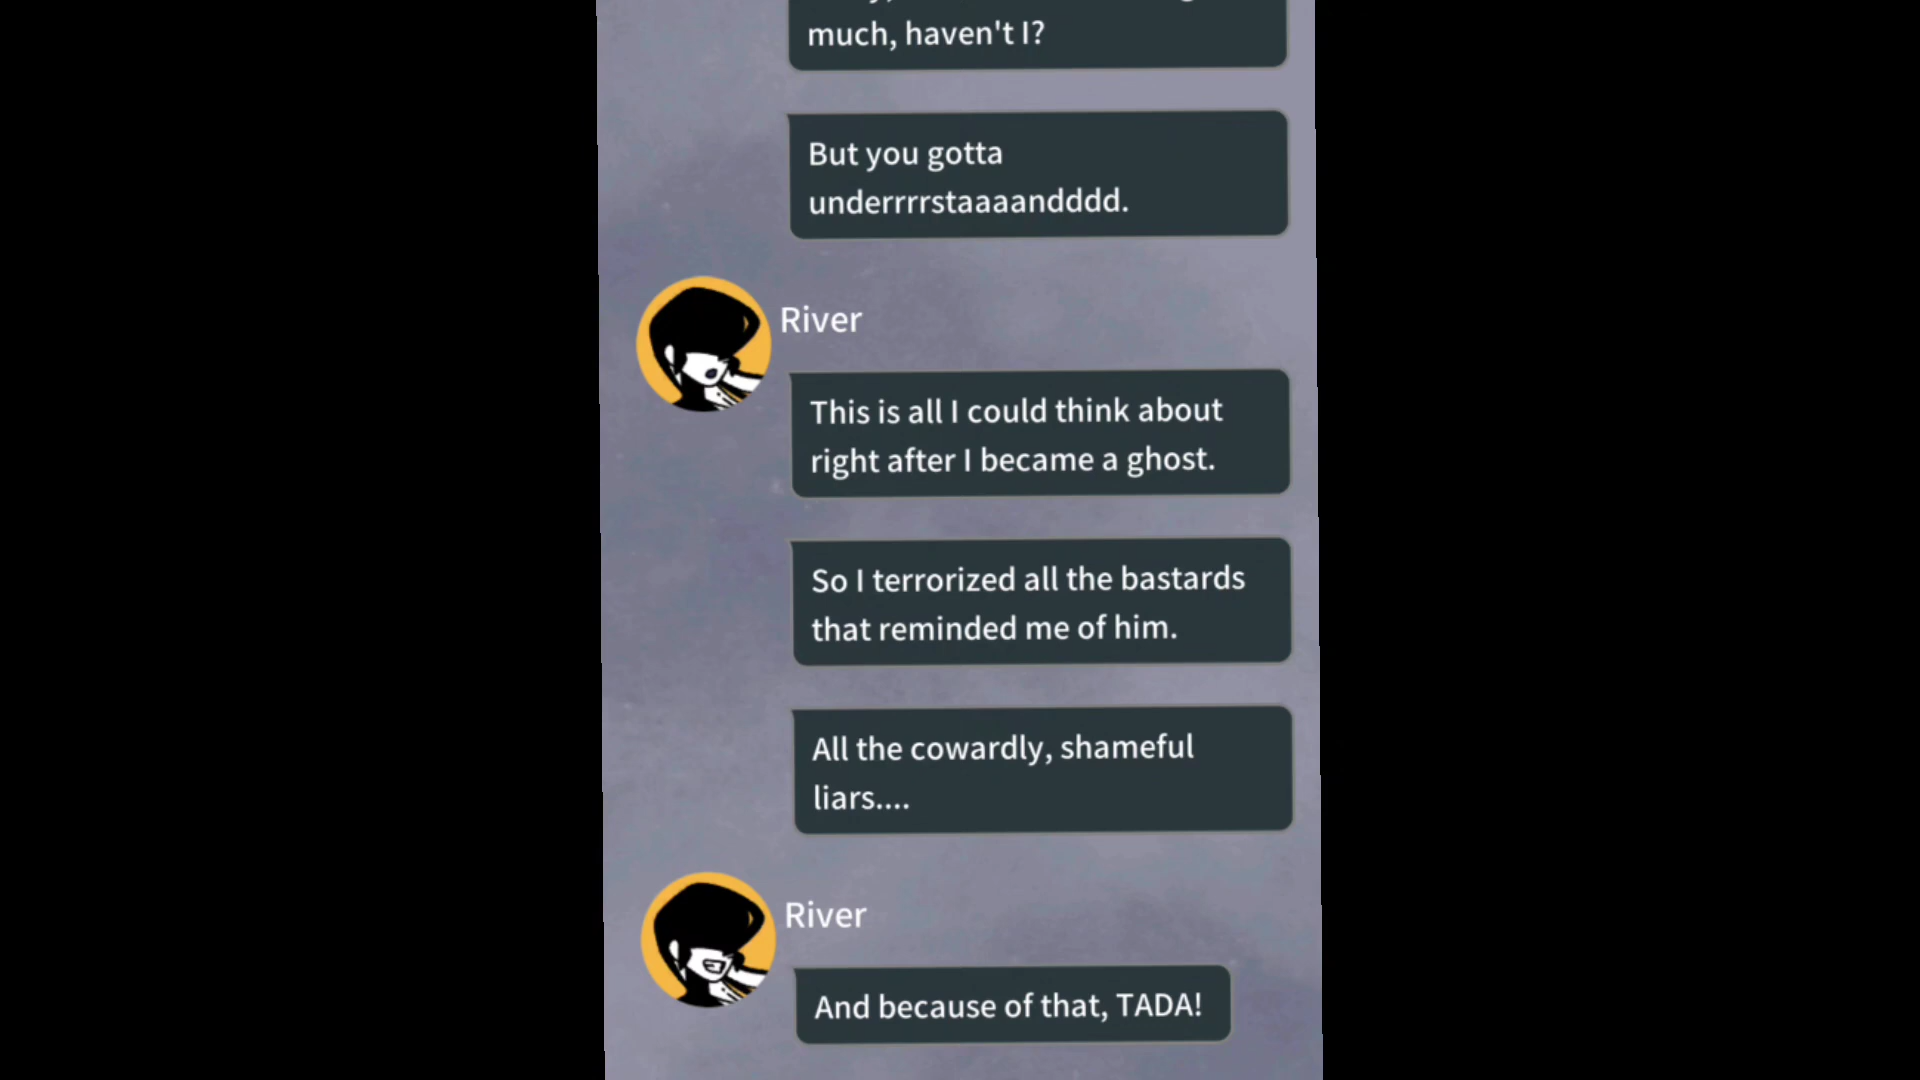 much, haven't I?
But you gotta
underrrrstaaaandddd.
River
This is all I could think about
right after I became a ghost.
So I terrorized all the bastards
that reminded me of him.
All the cowardly, shameful
liars....
River
And because of that, TADA!